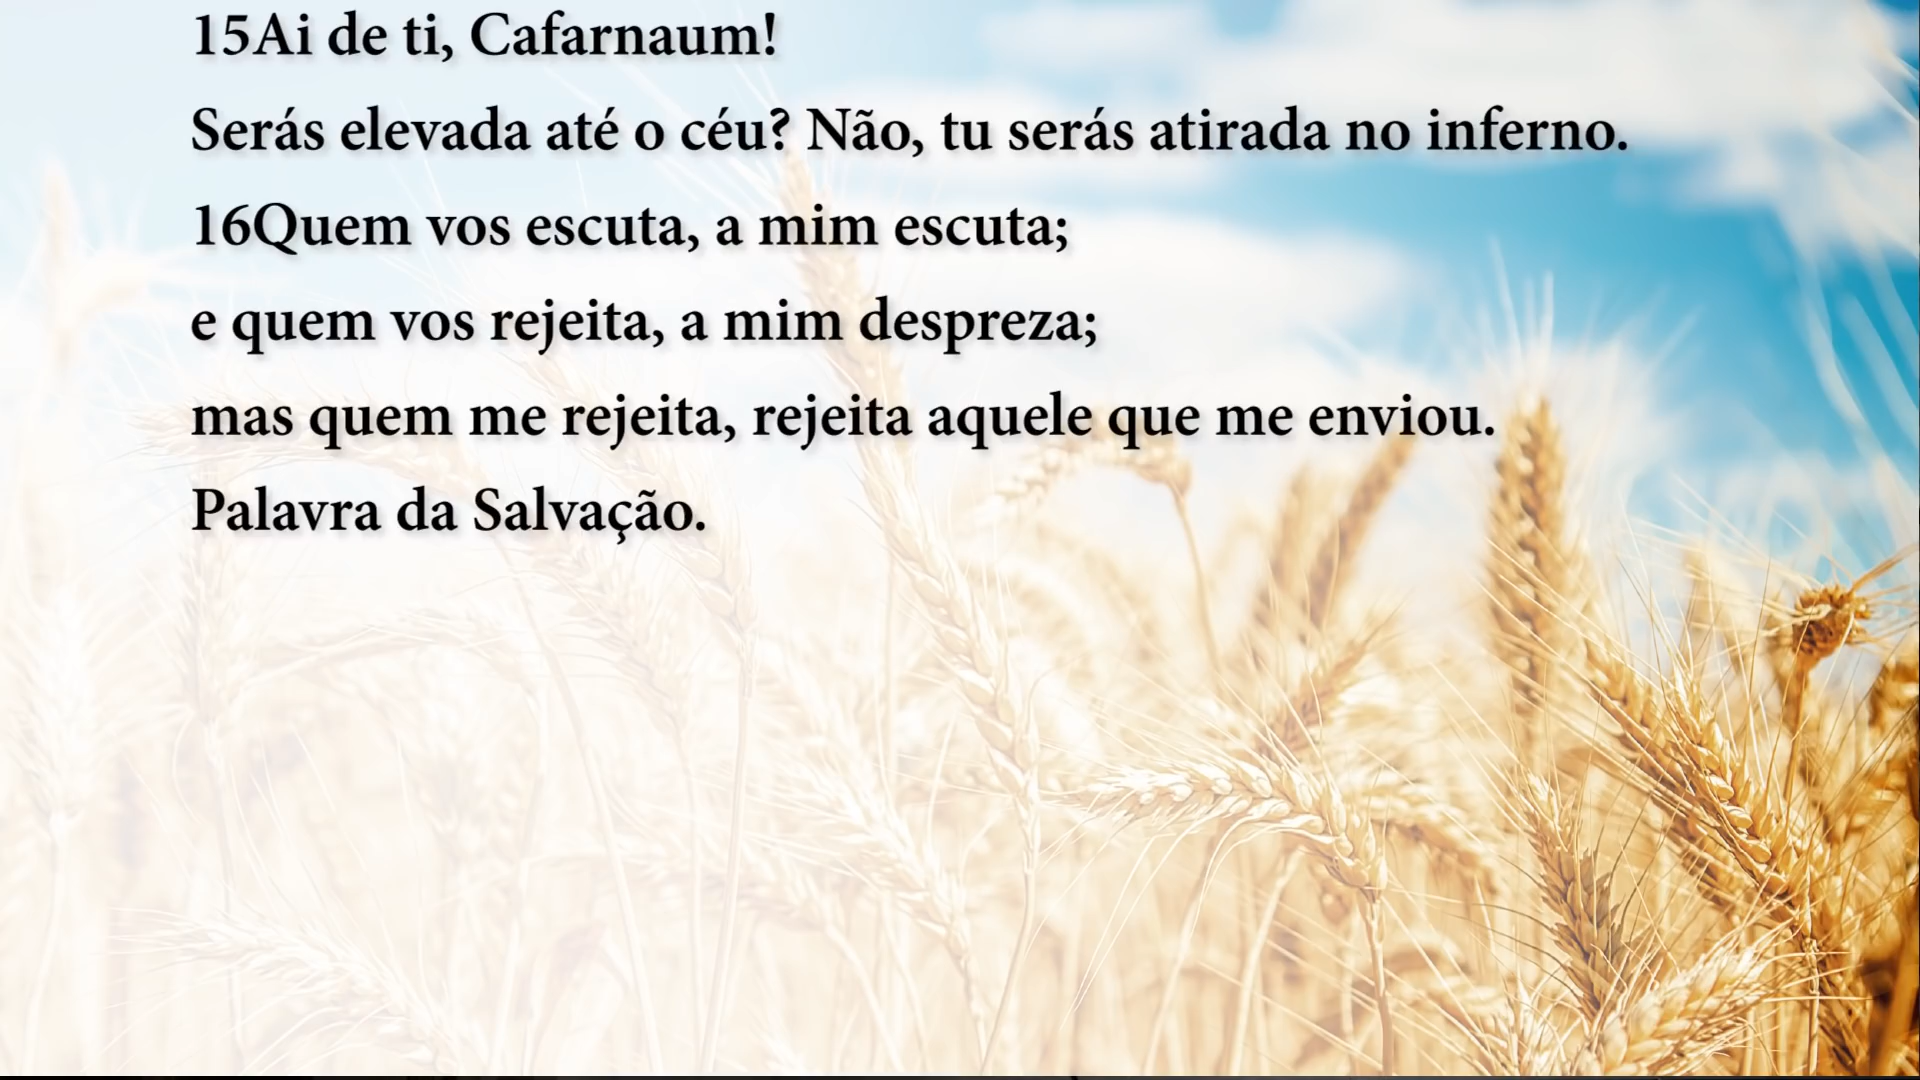 15Ai de ti, Cafarnaum!
Serás elevada até o céu? Não, tu serás atirada no inferno.
16Quem vos escuta, a mim escuta;
e quem vos rejeita, a mim despreza;
mas quem me rejeita, rejeita aquele que me enviou.
Palavra da Salvação.